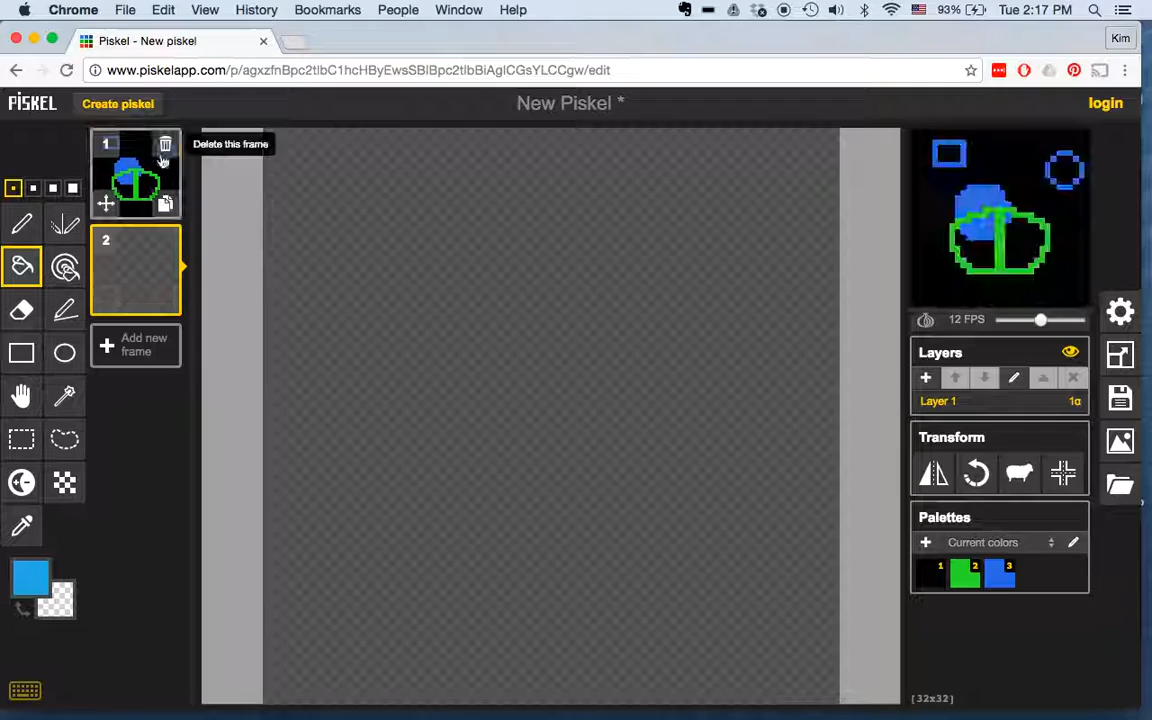 Chrome File Edit View History Bookmarks People Window Help 93% Tue 2:17 PM
Piskel - New piskel Kim
www.piskelapp.com/p/agxzfnBpc2tlbC1hcHByEwsSBlBpc2tlbBiAglCGsYLCCgw/edit
PiSKEL Create piskel New Piskel * login
1 Delete this frame
2
Add new
frame
12 FPS
Layers
Layer 1 1α
Transform
Palettes
Current colors
1 2 3
[32x32]